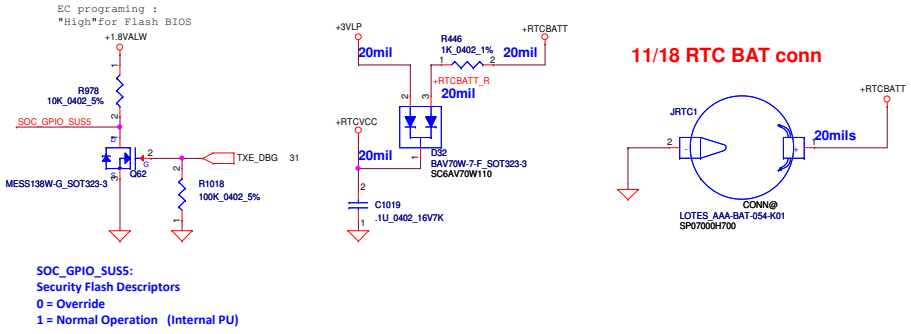 EC programing :
"High"for Flash BIOS
+1.8VALW
1
R978
10K_0402_5%
2
SOC_GPIO_SUS5
1
D
2
G
TXE_DBG 31
3
S
Q62
MESS138W-G_SOT323-3
2
R1018
100K_0402_5%
1
SOC_GPIO_SUS5:
Security Flash Descriptors
0 = Override
1 = Normal Operation (Internal PU)
+3VLP
20mil
R446
1K_0402_1%
1
2
20mil
+RTCBATT
+RTCBATT_R
20mil
2
3
+RTCVCC
20mil
1
D32
BAV70W-7-F_SOT323-3
SC6AV70W110
2
C1019
.1U_0402_16V7K
1
11/18 RTC BAT conn
+RTCBATT
JRTC1
20mils
2
-
+
1
CONN@
LOTES_AAA-BAT-054-K01
SP07000H700